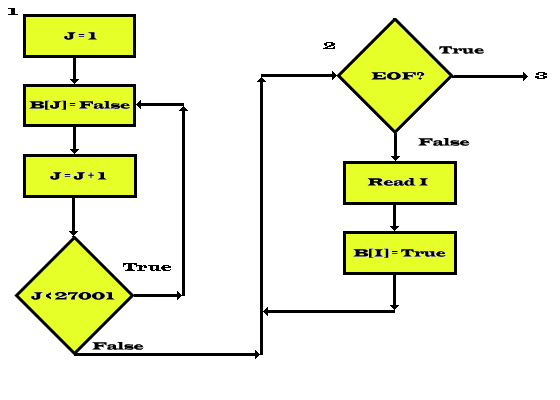 1
J = 1
B[J] = False
J = J + 1
J < 27001
True
False
2
EOF?
True
3
False
Read I
B[I] = True